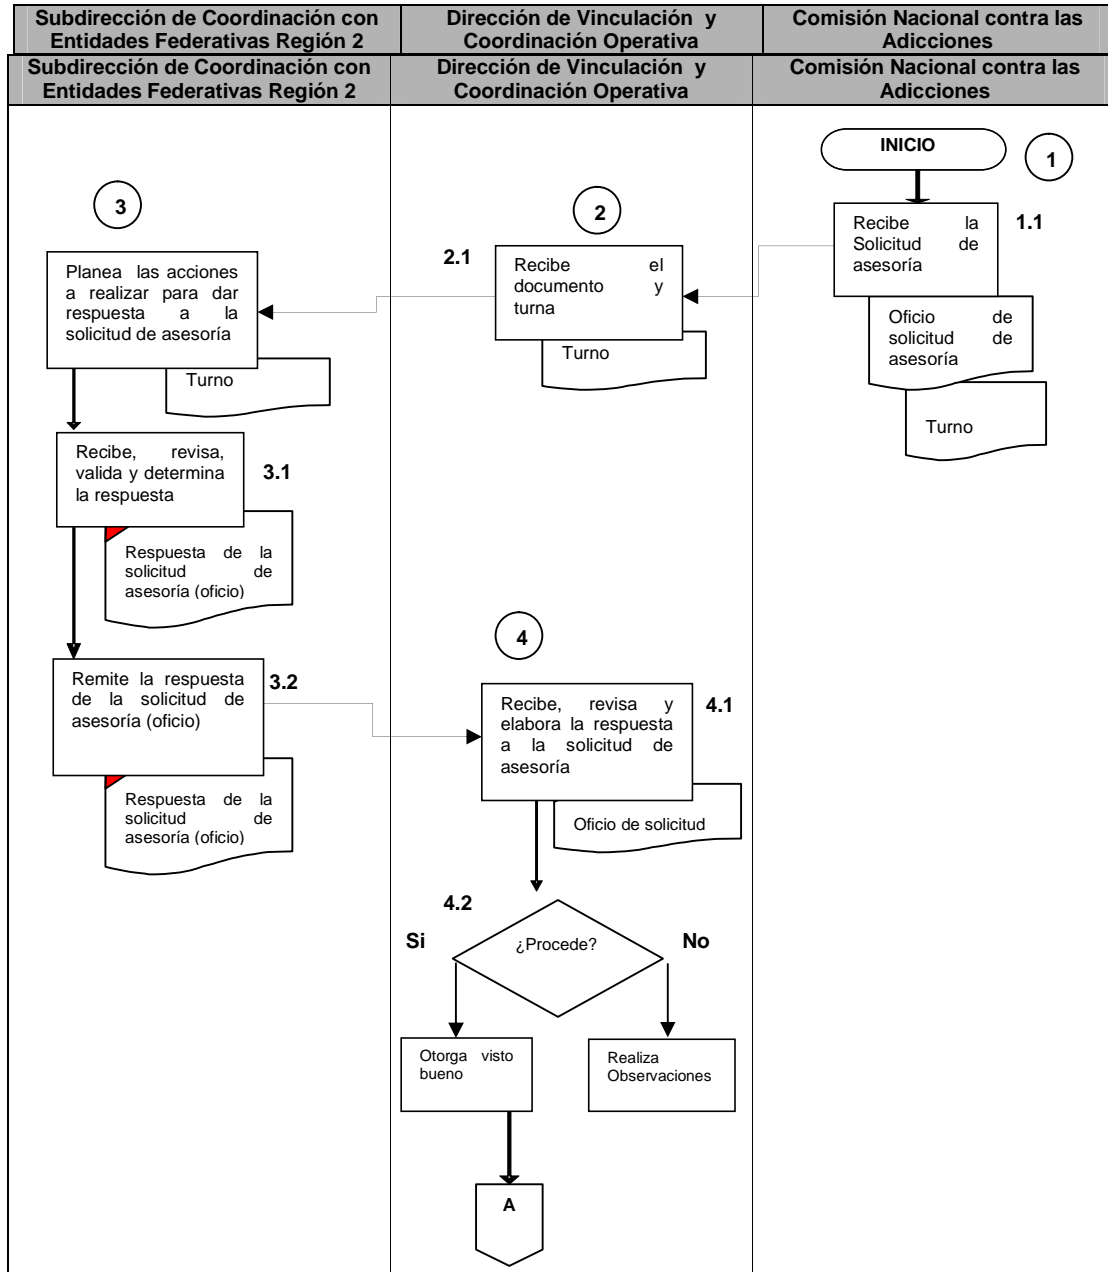 Subdirección de Coordinación con
Entidades Federativas Región 2
Dirección de Vinculación y
Coordinación Operativa
Comisión Nacional contra las
Adicciones
Subdirección de Coordinación con
Entidades Federativas Región 2
Dirección de Vinculación y
Coordinación Operativa
Comisión Nacional contra las
Adicciones
INICIO
1
Recibe la
Solicitud de
asesoría
1.1
Oficio de
solicitud de
asesoría
Turno
2
2.1
Recibe el
documento y
turna
Turno
3
Planea las acciones
a realizar para dar
respuesta a la
solicitud de asesoría
Turno
Recibe, revisa,
valida y determina
la respuesta
3.1
Respuesta de la
solicitud de
asesoría (oficio)
Remite la respuesta
de la solicitud de
asesoría (oficio)
3.2
Respuesta de la
solicitud de
asesoría (oficio)
4
Recibe, revisa y
elabora la respuesta
a la solicitud de
asesoría
4.1
Oficio de solicitud
4.2
¿Procede?
Si
No
Otorga visto
bueno
Realiza
Observaciones
A